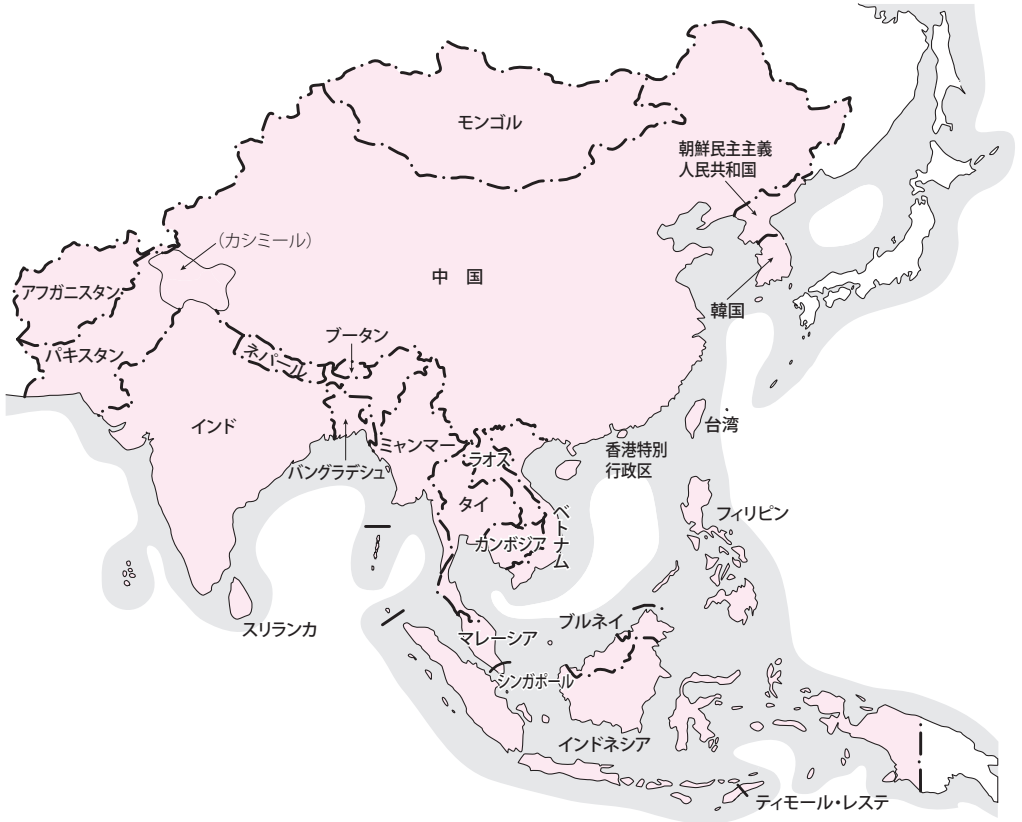 モンゴル
朝鮮民主主義
人民共和国
(カシミール)
中 国
アフガニスタン
韓国
ブータン
パキスタン
ネパール
インド
台湾
ミャンマー
香港特別
行政区
ラオス
バングラデシュ
タイ
フィリピン
ベトナム
カンボジア
スリランカ
ブルネイ
マレーシア
シンガポール
インドネシア
ティモール・レステ